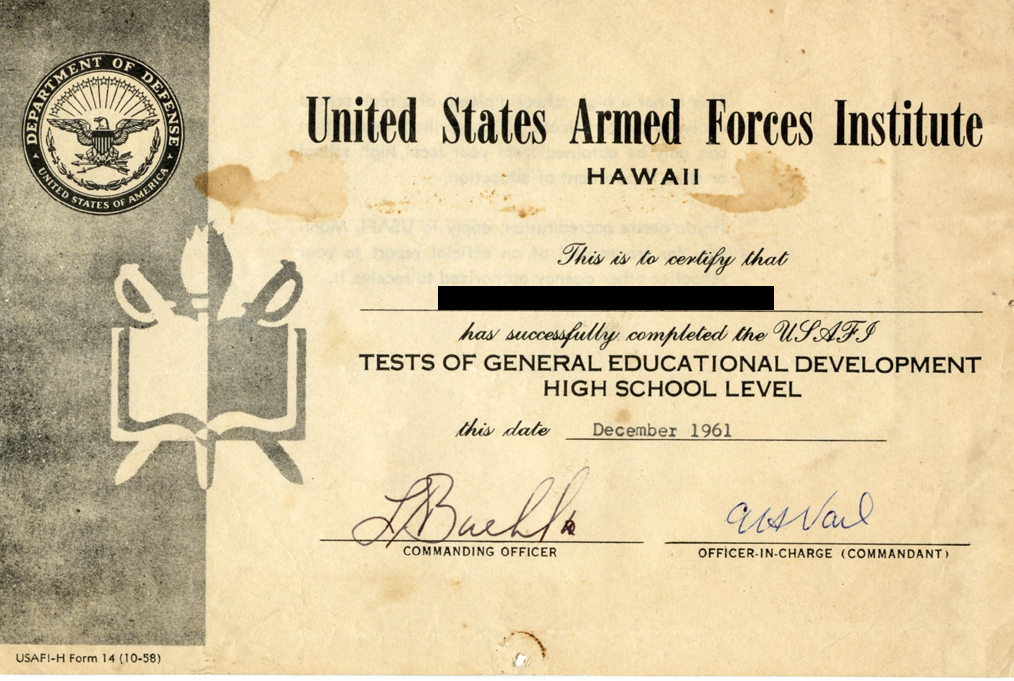 DEPARTMENT OF DEFENSE
UNITED STATES OF AMERICA
United States Armed Forces Institute
HAWAII
This is to certify that
has successfully completed the USAFI
TESTS OF GENERAL EDUCATIONAL DEVELOPMENT
HIGH SCHOOL LEVEL
this date December 1961
COMMANDING OFFICER
OFFICER-IN-CHARGE (COMMANDANT)
USAFI-H Form 14 (10-58)